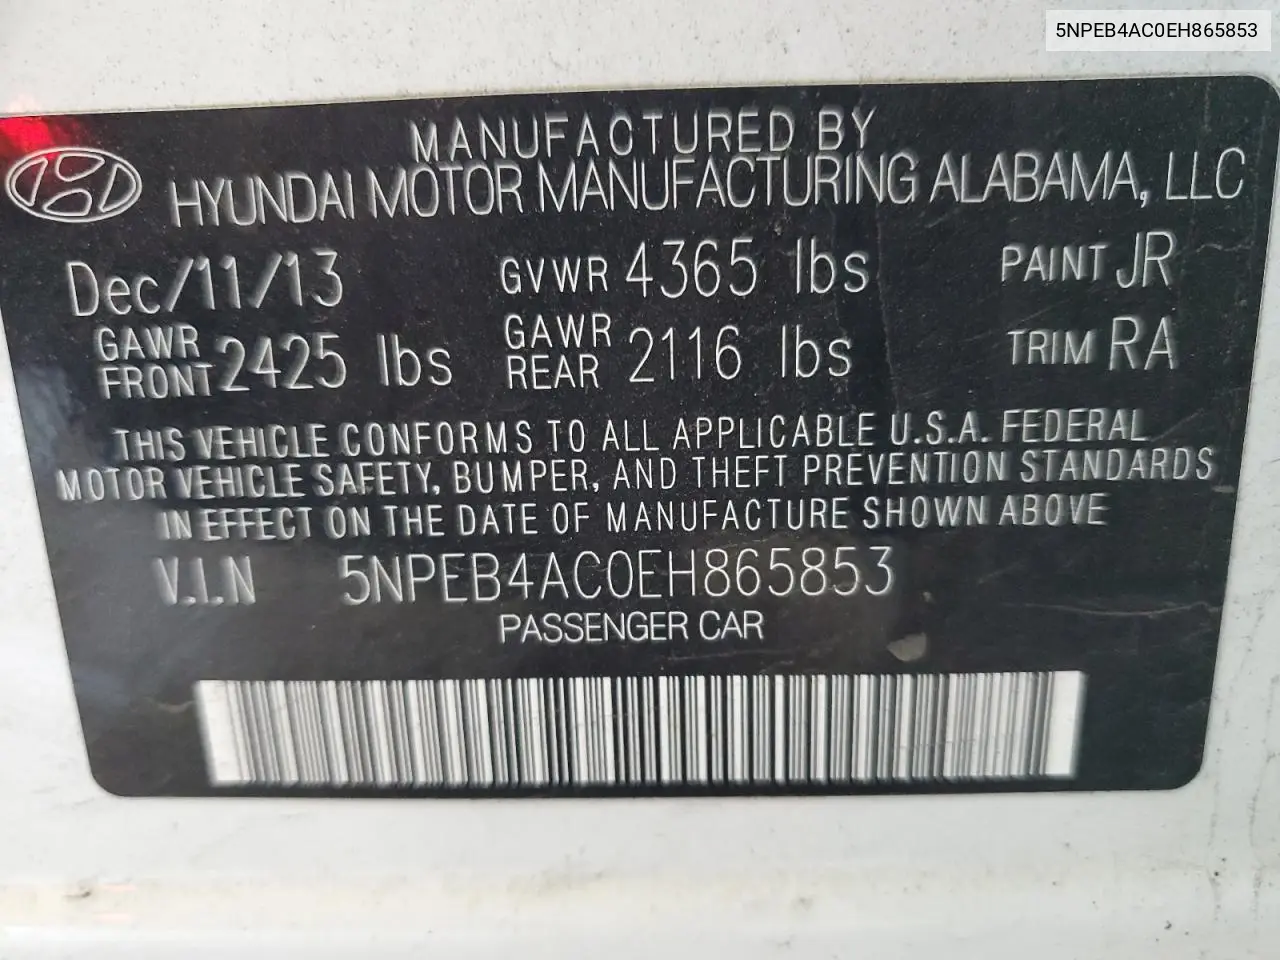 5NPEB4AC0EH865853
MANUFACTURED BY
HYUNDAI MOTOR MANUFACTURING ALABAMA, LLC
Dec/11/13 GVWR 4365 lbs PAINT JR
GAWR FRONT 2425 lbs GAWR REAR 2116 lbs TRIM RA
THIS VEHICLE CONFORMS TO ALL APPLICABLE U.S.A. FEDERAL
MOTOR VEHICLE SAFETY, BUMPER, AND THEFT PREVENTION STANDARDS
IN EFFECT ON THE DATE OF MANUFACTURE SHOWN ABOVE
V.I.N 5NPEB4AC0EH865853
PASSENGER CAR